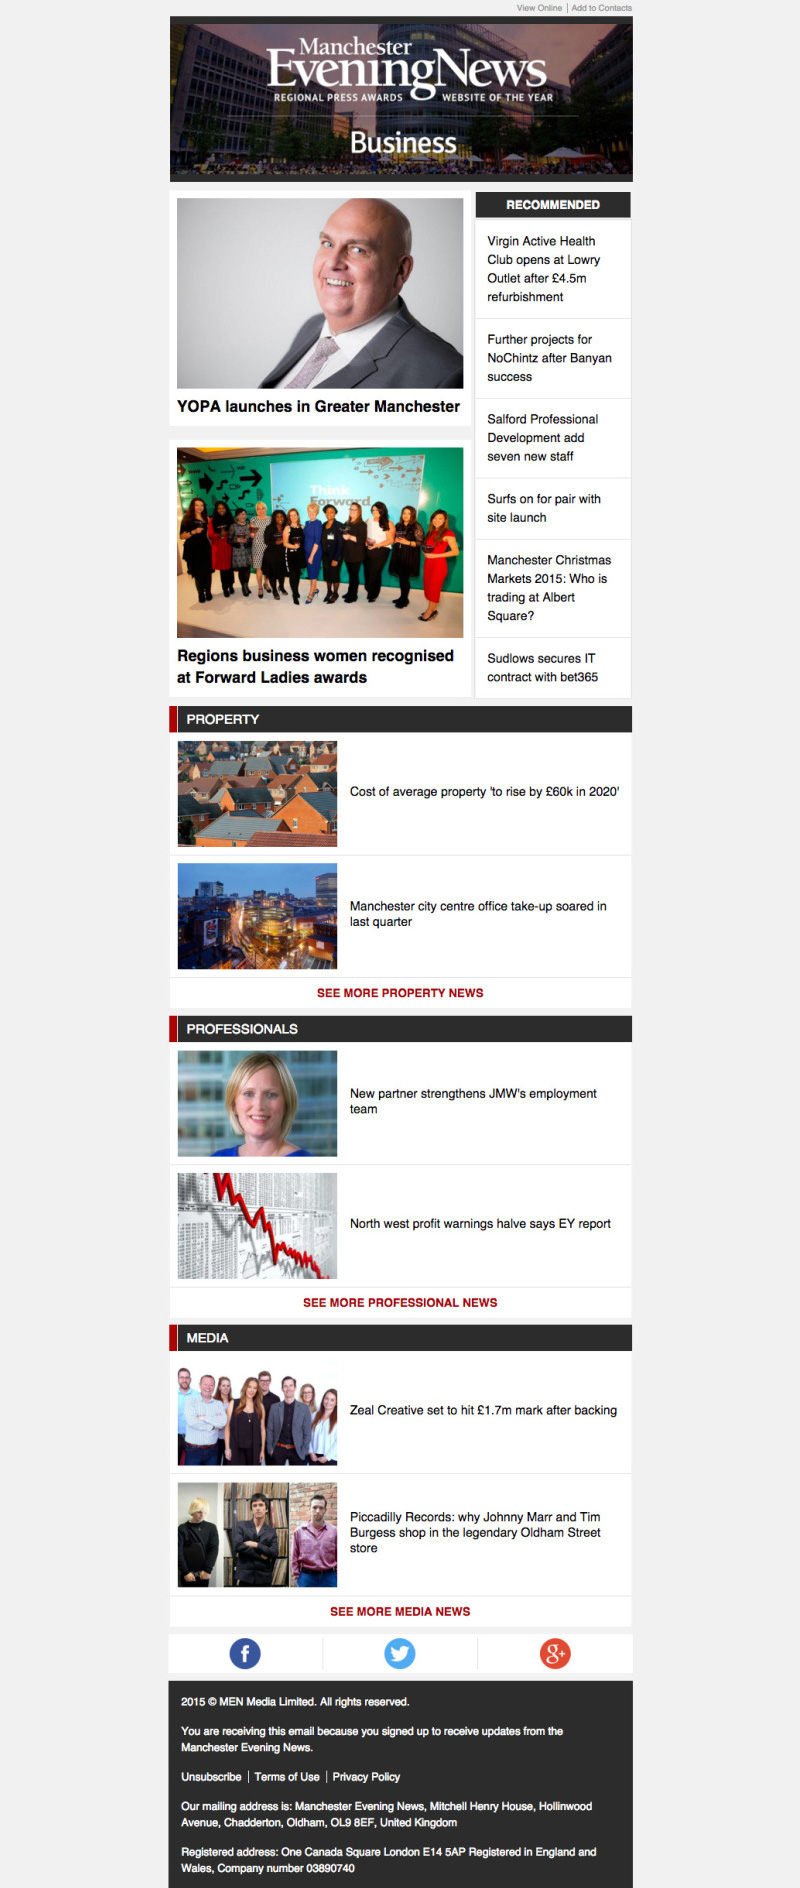 View Online | Add to Contacts
Manchester
EveningNews
REGIONAL PRESS AWARDS WEBSITE OF THE YEAR
Business
YOPA launches in Greater Manchester
Think
Forward
Regions business women recognised
at Forward Ladies awards
RECOMMENDED
Virgin Active Health
Club opens at Lowry
Outlet after £4.5m
refurbishment
Further projects for
NoChintz after Banyan
success
Salford Professional
Development add
seven new staff
Surfs on for pair with
site launch
Manchester Christmas
Markets 2015: Who is
trading at Albert
Square?
Sudlows secures IT
contract with bet365
PROPERTY
Cost of average property 'to rise by £60k in 2020'
Manchester city centre office take-up soared in
last quarter
SEE MORE PROPERTY NEWS
PROFESSIONALS
New partner strengthens JMW's employment
team
North west profit warnings halve says EY report
SEE MORE PROFESSIONAL NEWS
MEDIA
Zeal Creative set to hit £1.7m mark after backing
Piccadilly Records: why Johnny Marr and Tim
Burgess shop in the legendary Oldham Street
store
SEE MORE MEDIA NEWS
f
g+
2015 © MEN Media Limited. All rights reserved.
You are receiving this email because you signed up to receive updates from the
Manchester Evening News.
Unsubscribe | Terms of Use | Privacy Policy
Our mailing address is: Manchester Evening News, Mitchell Henry House, Hollinwood
Avenue, Chadderton, Oldham, OL9 8EF, United Kingdom
Registered address: One Canada Square London E14 5AP Registered in England and
Wales, Company number 03890740